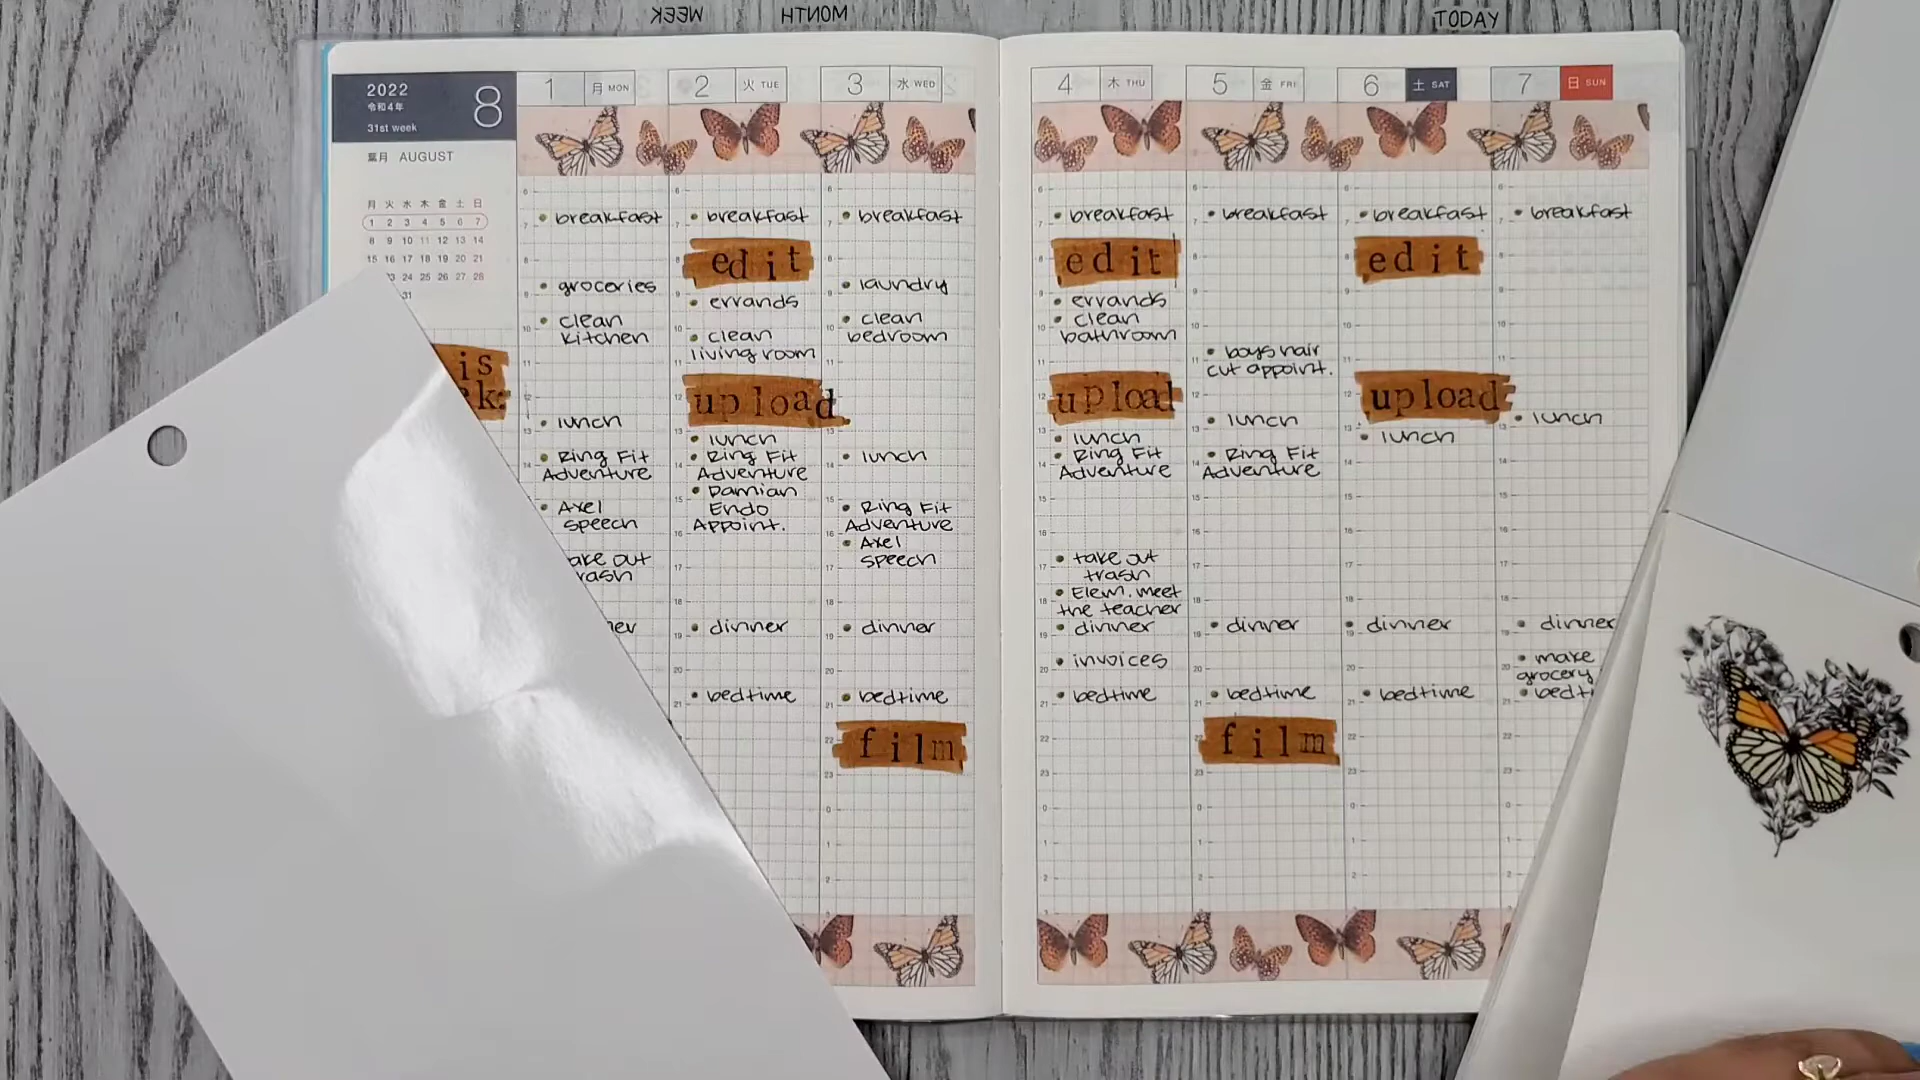 WEEK
MONTH
TODAY
2022
令和4年
31st week
8
葉月 AUGUST
月 火 水 木 金 土 日
1 2 3 4 5 6 7
8 9 10 11 12 13 14
15 16 17 18 19 20 21
24 25 26 27 28
31
is
k:
1 月 MON
breakfast
groceries
clean
kitchen
lunch
Ring Fit
Adventure
Axel
speech
ake out
rash
ner
2 火 TUE
breakfast
edit
errands
clean
living room
upload
lunch
Ring Fit
Adventure
Damian
Endo
Appoint.
dinner
bedtime
3 水 WED
breakfast
laundry
clean
bedroom
lunch
Ring Fit
Adventure
Axel
speech
dinner
bedtime
film
4 木 THU
breakfast
edit
errands
clean
bathroom
upload
lunch
Ring Fit
Adventure
take out
trash
Elem. meet
the teacher
dinner
invoices
bedtime
5 金 FRI
breakfast
boys hair
cut appoint.
lunch
Ring Fit
Adventure
dinner
bedtime
film
6 土 SAT
breakfast
edit
upload
lunch
dinner
bedtime
7 日 SUN
breakfast
lunch
dinner
make
grocery
bedti